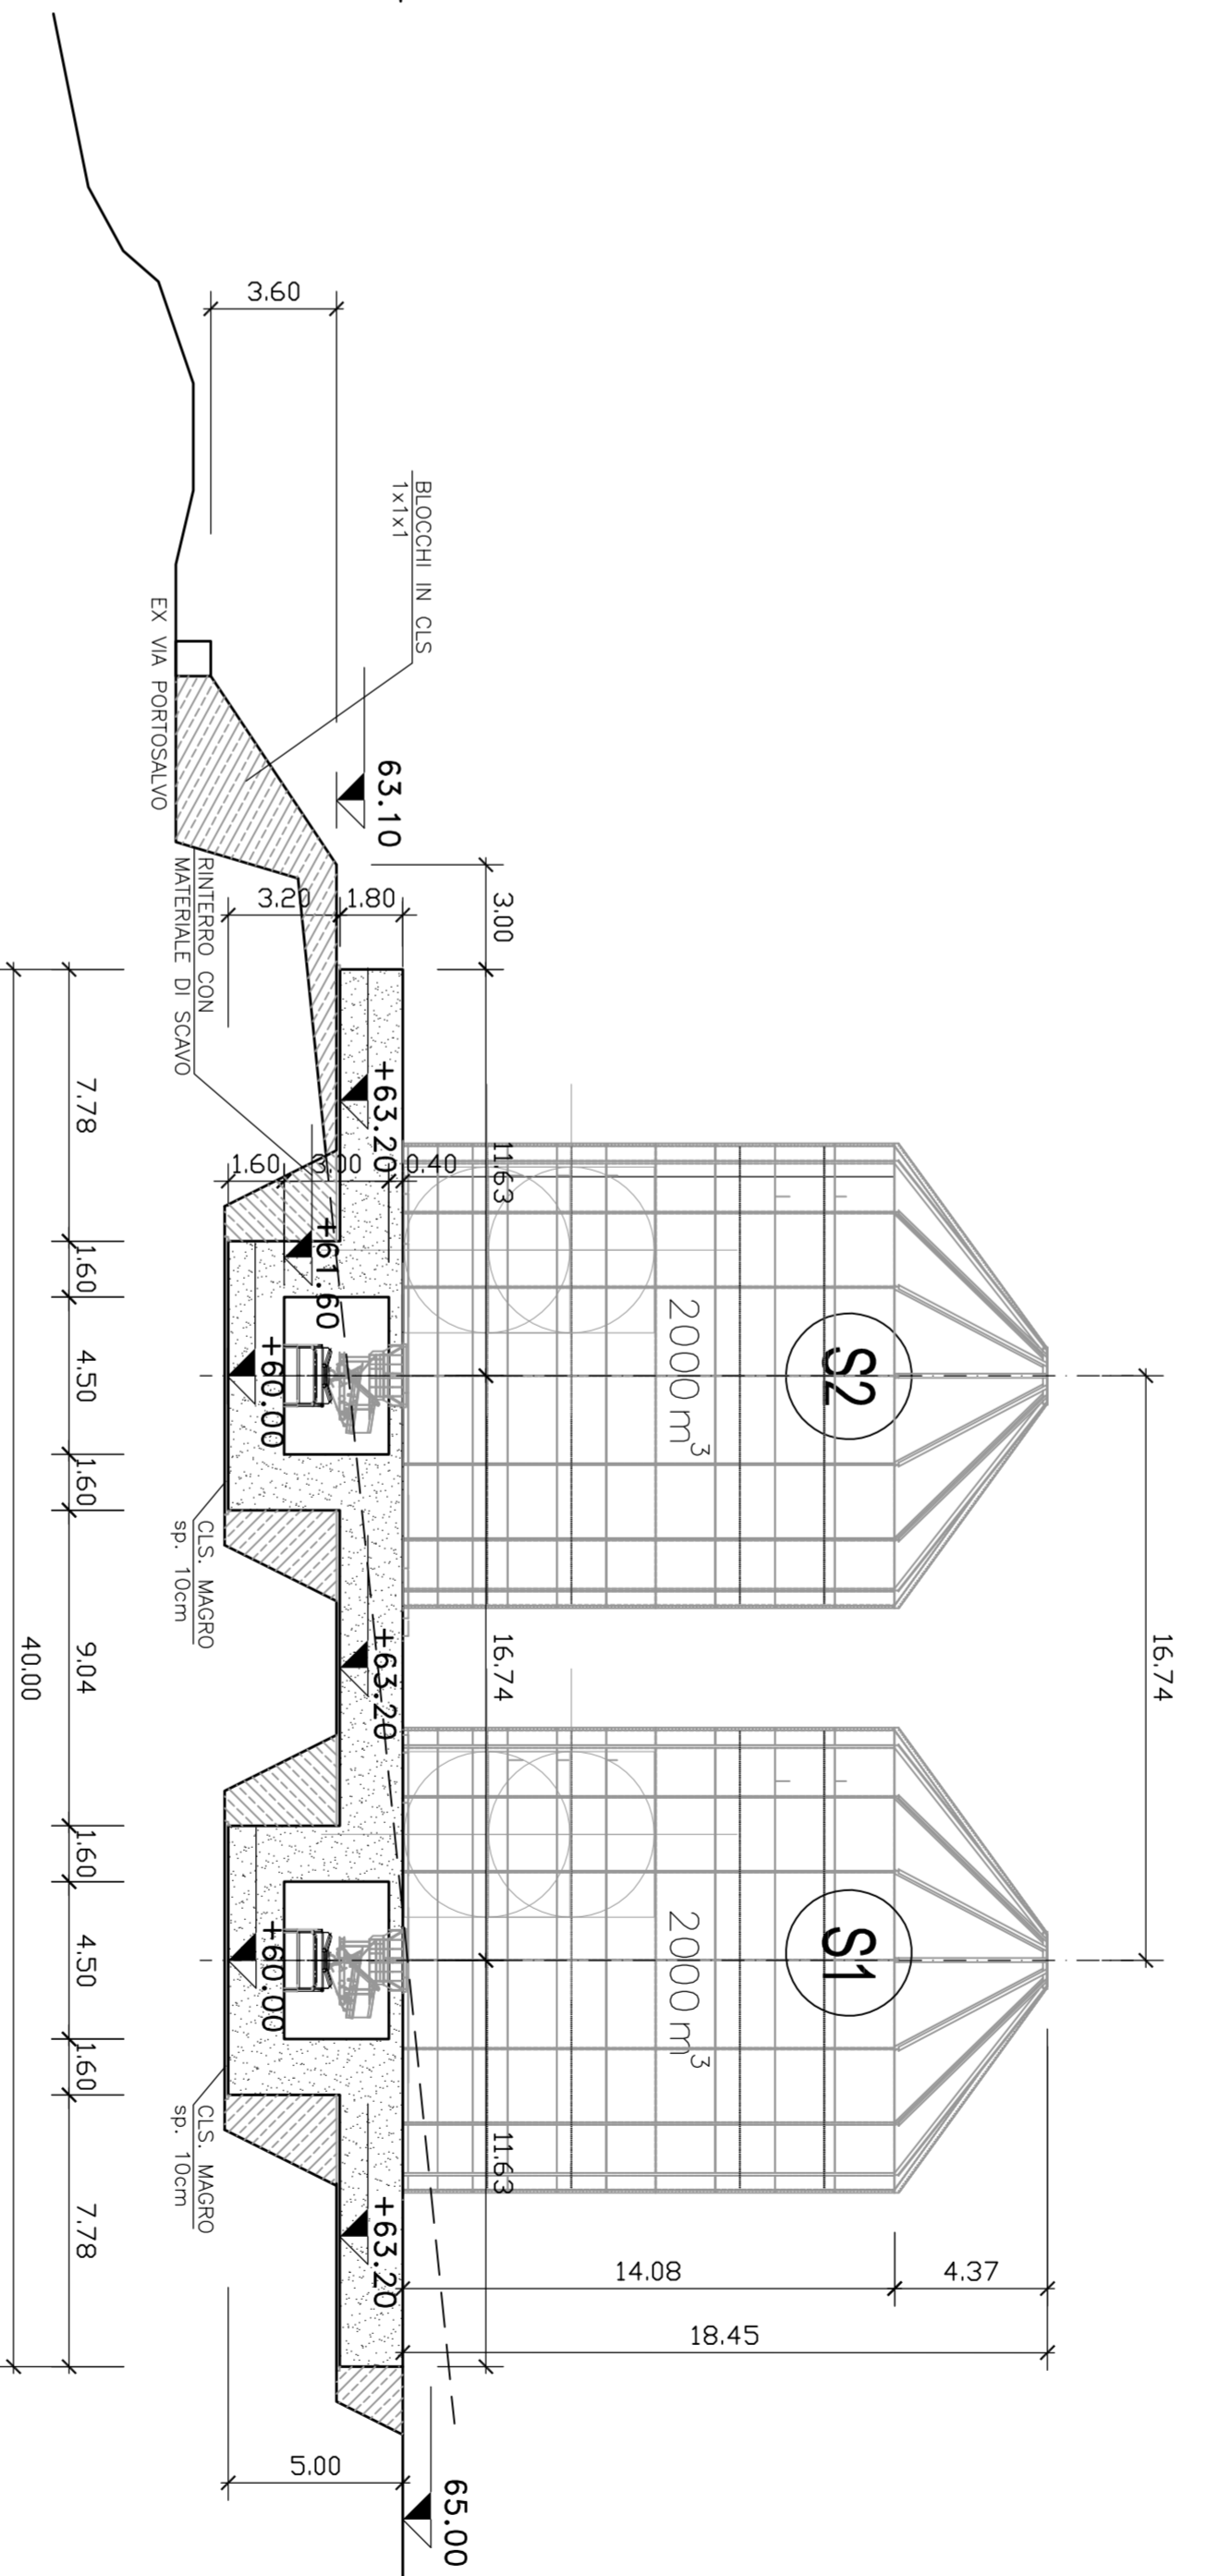 16.74
S2
S1
2000 m³
2000 m³
4.37
14.08
18.45
3.00
11.63
16.74
11.63
65.00
63.10
BLOCCHI IN CLS
1x1x1
3.60
1.80
3.20
+63.20
+63.20
+63.20
0.40
3.00
1.60
+61.60
+60.00
+60.00
5.00
RINTERRO CON
MATERIALE DI SCAVO
EX VIA PORTOSALVO
CLS. MAGRO
sp. 10cm
CLS. MAGRO
sp. 10cm
7.78
1.60
4.50
1.60
9.04
1.60
4.50
1.60
7.78
40.00